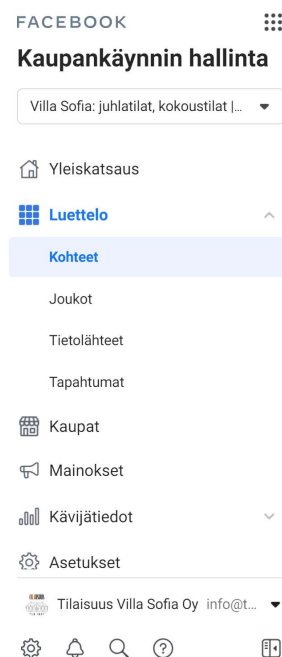 FACEBOOK
Kaupankäynnin hallinta
Villa Sofia: juhlatilat, kokoustilat |...
Yleiskatsaus
Luettelo
Kohteet
Joukot
Tietolähteet
Tapahtumat
Kaupat
Mainokset
Kävijätiedot
Asetukset
Tilaisuus Villa Sofia Oy info@t...